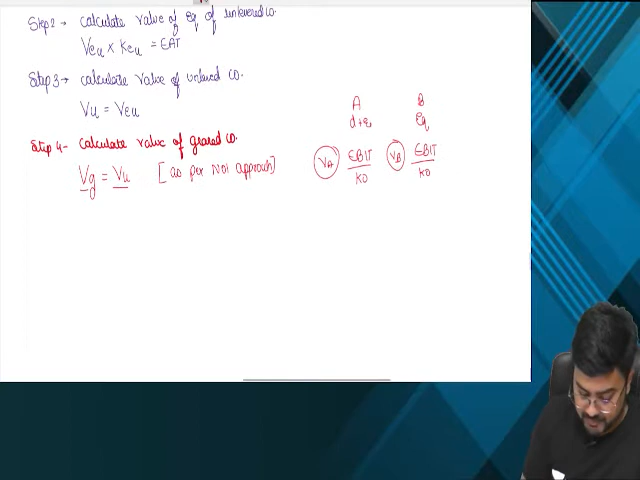 Step 2 → calculate value of Eq of unlevered co.
Veu × Keu = EAT
Step 3 → calculate value of unlevered co.
Vu = Veu
Step 4 - calculate value of geared co.
Vg = Vu [as per NOI approach]
A B
d+e Eq
VA EBIT/KO VB EBIT/KO